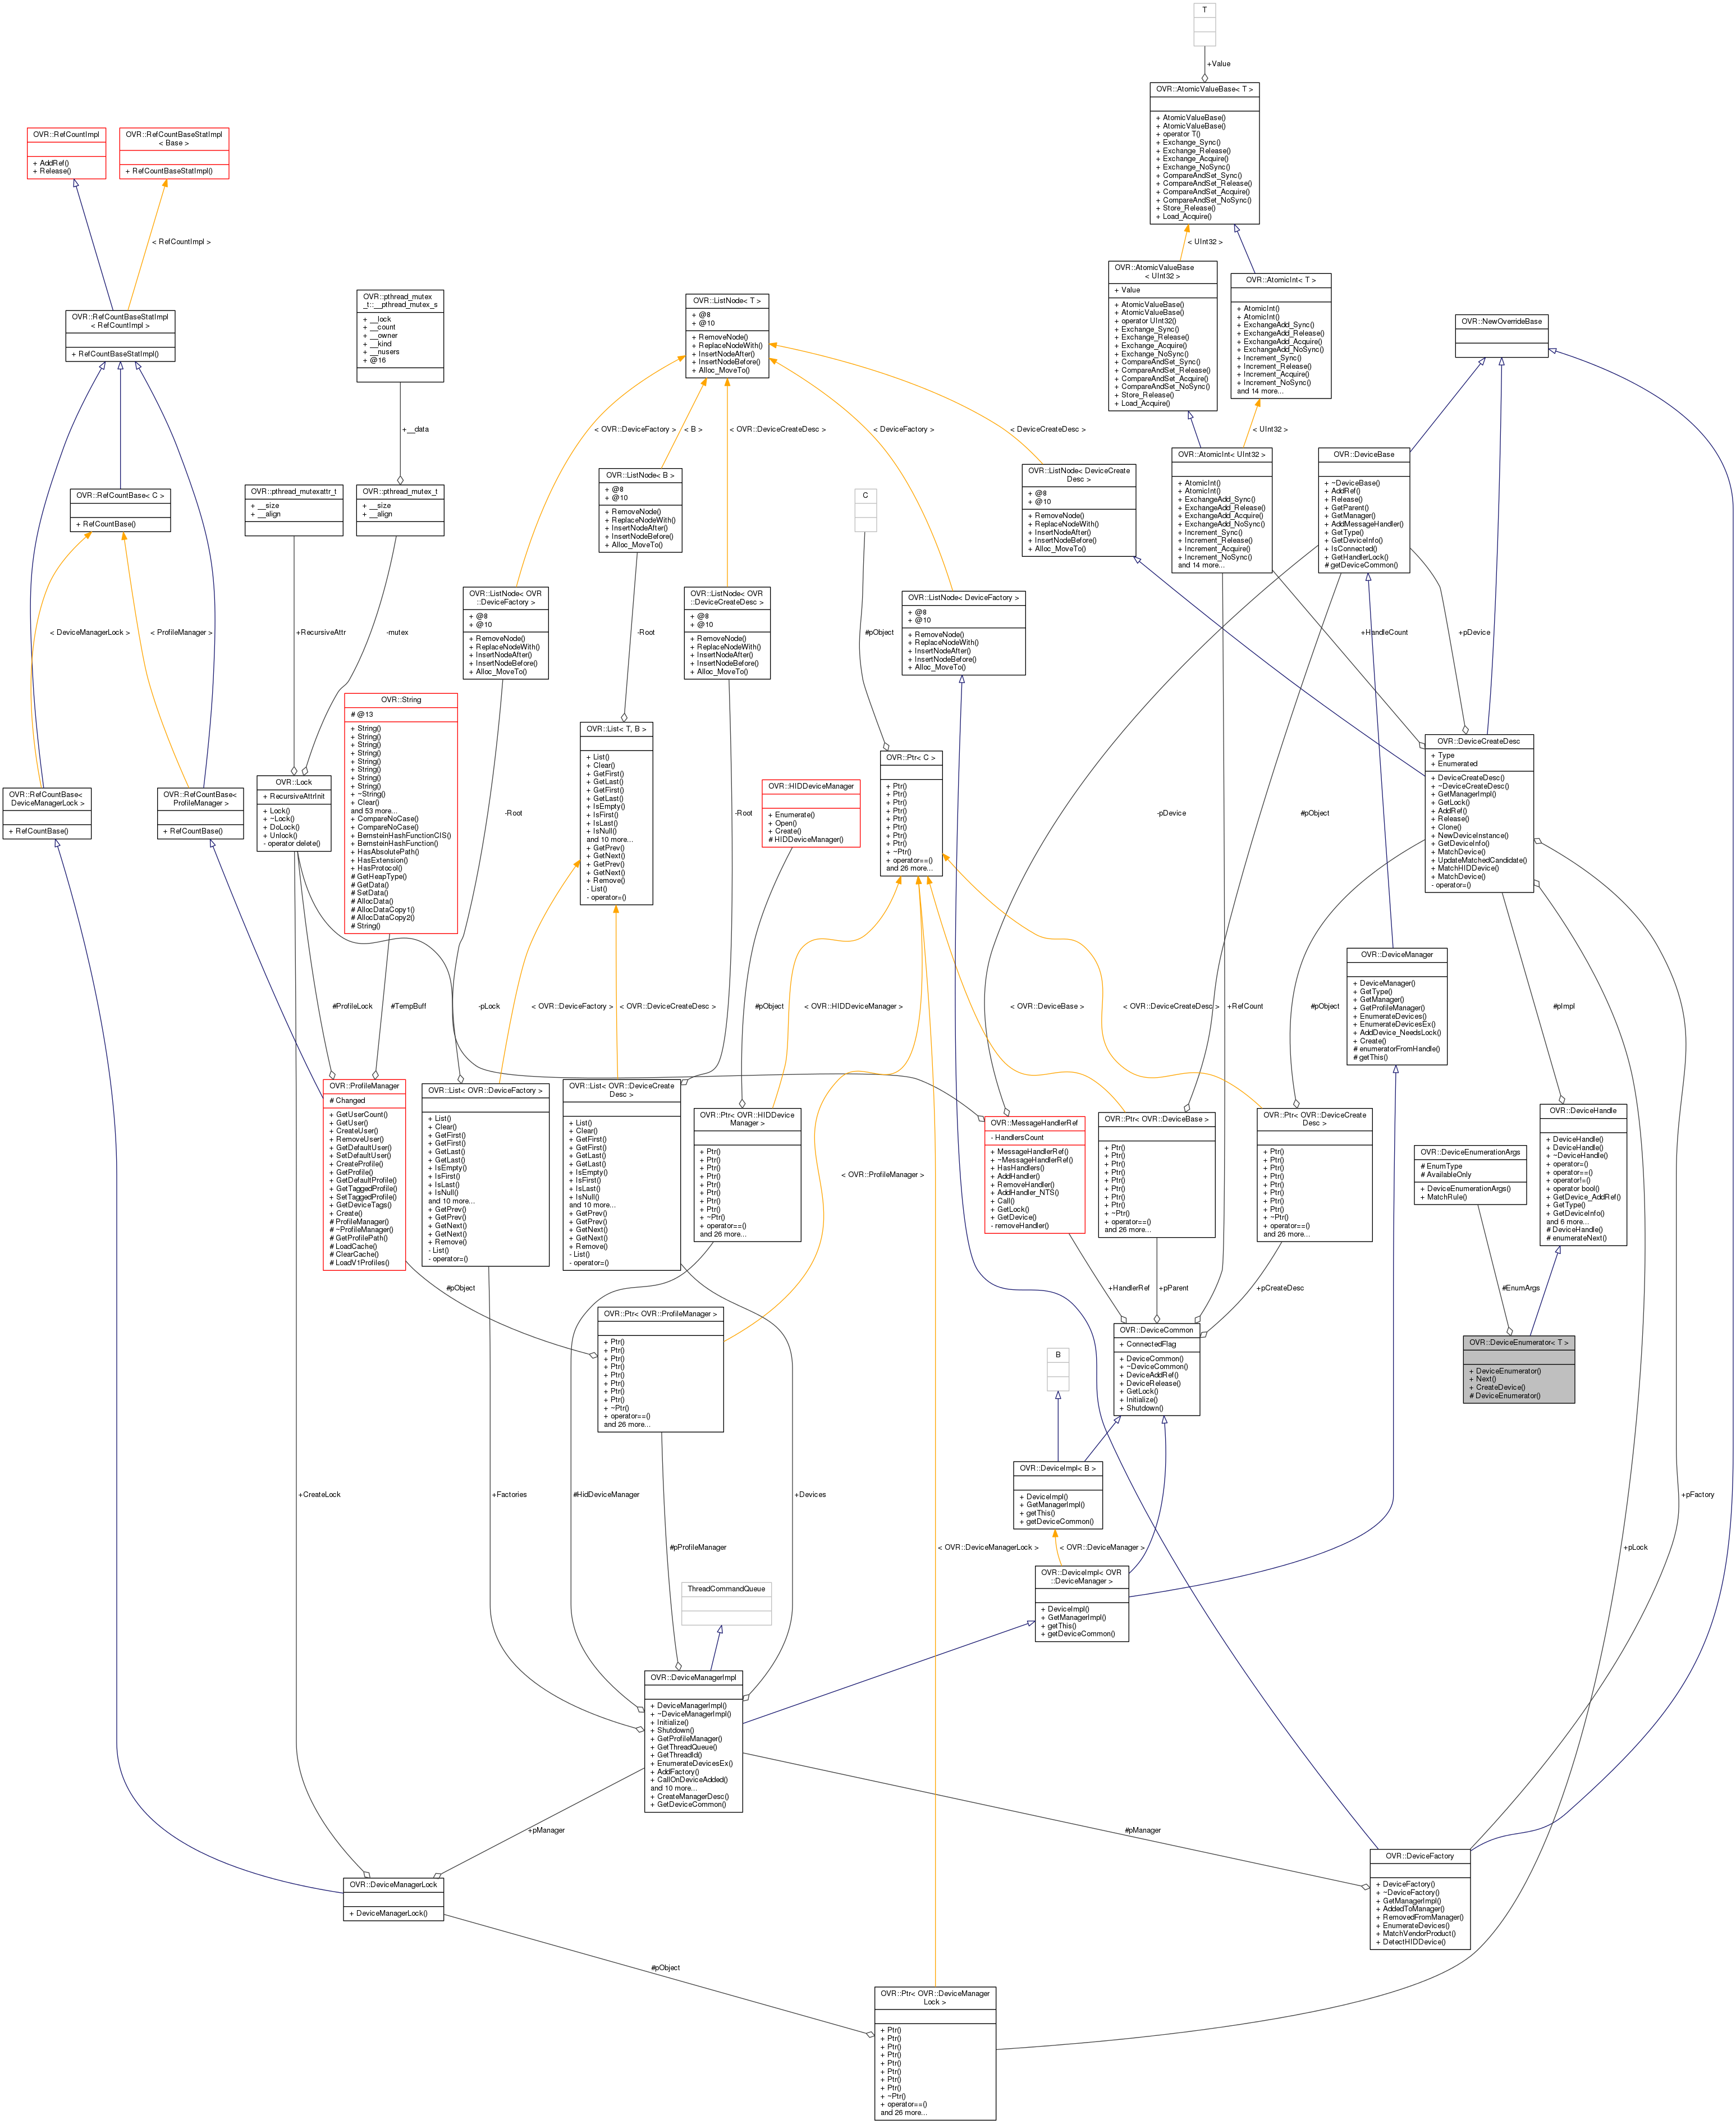 T
+Value
OVR::AtomicValueBase< T >
+ AtomicValueBase()
+ AtomicValueBase()
+ operator T()
+ Exchange_Sync()
+ Exchange_Release()
+ Exchange_Acquire()
+ Exchange_NoSync()
+ CompareAndSet_Sync()
+ CompareAndSet_Release()
+ CompareAndSet_Acquire()
+ CompareAndSet_NoSync()
+ Store_Release()
+ Load_Acquire()
OVR::RefCountImpl
+ AddRef()
+ Release()
OVR::RefCountBaseStatImpl
< Base >
+ RefCountBaseStatImpl()
< RefCountImpl >
< UInt32 >
OVR::RefCountBaseStatImpl
< RefCountImpl >
+ RefCountBaseStatImpl()
OVR::pthread_mutex
_t::__pthread_mutex_s
+ __lock
+ __count
+ __owner
+ __kind
+ __nusers
+ @16
OVR::ListNode< T >
+ @8
+ @10
+ RemoveNode()
+ ReplaceNodeWith()
+ InsertNodeAfter()
+ InsertNodeBefore()
+ Alloc_MoveTo()
OVR::AtomicValueBase
< UInt32 >
+ Value
+ AtomicValueBase()
+ AtomicValueBase()
+ operator UInt32()
+ Exchange_Sync()
+ Exchange_Release()
+ Exchange_Acquire()
+ Exchange_NoSync()
+ CompareAndSet_Sync()
+ CompareAndSet_Release()
+ CompareAndSet_Acquire()
+ CompareAndSet_NoSync()
+ Store_Release()
+ Load_Acquire()
OVR::AtomicInt< T >
+ AtomicInt()
+ AtomicInt()
+ ExchangeAdd_Sync()
+ ExchangeAdd_Release()
+ ExchangeAdd_Acquire()
+ ExchangeAdd_NoSync()
+ Increment_Sync()
+ Increment_Release()
+ Increment_Acquire()
+ Increment_NoSync()
and 14 more...
OVR::NewOverrideBase
+__data
< OVR::DeviceFactory >
< B >
< OVR::DeviceCreateDesc >
< DeviceFactory >
< DeviceCreateDesc >
< UInt32 >
OVR::RefCountBase< C >
+ RefCountBase()
OVR::pthread_mutexattr_t
+ __size
+ __align
OVR::pthread_mutex_t
+ __size
+ __align
OVR::ListNode< B >
+ @8
+ @10
+ RemoveNode()
+ ReplaceNodeWith()
+ InsertNodeAfter()
+ InsertNodeBefore()
+ Alloc_MoveTo()
C
OVR::ListNode< DeviceCreate
Desc >
+ @8
+ @10
+ RemoveNode()
+ ReplaceNodeWith()
+ InsertNodeAfter()
+ InsertNodeBefore()
+ Alloc_MoveTo()
OVR::AtomicInt< UInt32 >
+ AtomicInt()
+ AtomicInt()
+ ExchangeAdd_Sync()
+ ExchangeAdd_Release()
+ ExchangeAdd_Acquire()
+ ExchangeAdd_NoSync()
+ Increment_Sync()
+ Increment_Release()
+ Increment_Acquire()
+ Increment_NoSync()
and 14 more...
OVR::DeviceBase
+ ~DeviceBase()
+ AddRef()
+ Release()
+ GetParent()
+ GetManager()
+ AddMessageHandler()
+ GetType()
+ GetDeviceInfo()
+ IsConnected()
+ GetHandlerLock()
# getDeviceCommon()
< DeviceManagerLock >
< ProfileManager >
+RecursiveAttr
-mutex
OVR::ListNode< OVR
::DeviceFactory >
+ @8
+ @10
+ RemoveNode()
+ ReplaceNodeWith()
+ InsertNodeAfter()
+ InsertNodeBefore()
+ Alloc_MoveTo()
-Root
OVR::ListNode< OVR
::DeviceCreateDesc >
+ @8
+ @10
+ RemoveNode()
+ ReplaceNodeWith()
+ InsertNodeAfter()
+ InsertNodeBefore()
+ Alloc_MoveTo()
#pObject
OVR::ListNode< DeviceFactory >
+ @8
+ @10
+ RemoveNode()
+ ReplaceNodeWith()
+ InsertNodeAfter()
+ InsertNodeBefore()
+ Alloc_MoveTo()
+HandleCount
+pDevice
OVR::RefCountBase<
DeviceManagerLock >
+ RefCountBase()
OVR::RefCountBase<
ProfileManager >
+ RefCountBase()
OVR::Lock
+ RecursiveAttrInit
+ Lock()
+ ~Lock()
+ DoLock()
+ Unlock()
- operator delete()
OVR::String
# @13
+ String()
+ String()
+ String()
+ String()
+ String()
+ String()
+ String()
+ String()
+ ~String()
+ Clear()
and 53 more...
+ CompareNoCase()
+ CompareNoCase()
+ BernsteinHashFunctionCIS()
+ BernsteinHashFunction()
+ HasAbsolutePath()
+ HasExtension()
+ HasProtocol()
# GetHeapType()
# GetData()
# SetData()
# AllocData()
# AllocDataCopy1()
# AllocDataCopy2()
# String()
-Root
OVR::List< T, B >
+ List()
+ Clear()
+ GetFirst()
+ GetLast()
+ GetFirst()
+ GetLast()
+ IsEmpty()
+ IsFirst()
+ IsLast()
+ IsNull()
and 10 more...
+ GetPrev()
+ GetNext()
+ GetPrev()
+ GetNext()
+ Remove()
- List()
- operator=()
-Root
OVR::HIDDeviceManager
+ Enumerate()
+ Open()
+ Create()
# HIDDeviceManager()
OVR::Ptr< C >
+ Ptr()
+ Ptr()
+ Ptr()
+ Ptr()
+ Ptr()
+ Ptr()
+ Ptr()
+ Ptr()
+ ~Ptr()
+ operator==()
and 26 more...
-pDevice
#pObject
OVR::DeviceCreateDesc
+ Type
+ Enumerated
+ DeviceCreateDesc()
+ ~DeviceCreateDesc()
+ GetManagerImpl()
+ GetLock()
+ AddRef()
+ Release()
+ Clone()
+ NewDeviceInstance()
+ GetDeviceInfo()
+ MatchDevice()
+ UpdateMatchedCandidate()
+ MatchHIDDevice()
+ MatchDevice()
- operator=()
OVR::DeviceManager
+ DeviceManager()
+ GetType()
+ GetManager()
+ GetProfileManager()
+ EnumerateDevices()
+ EnumerateDevicesEx()
+ AddDevice_NeedsLock()
+ Create()
# enumeratorFromHandle()
# getThis()
#ProfileLock
#TempBuff
-pLock
< OVR::DeviceFactory >
< OVR::DeviceCreateDesc >
#pObject
< OVR::HIDDeviceManager >
< OVR::DeviceBase >
< OVR::DeviceCreateDesc >
+RefCount
#pObject
#pImpl
OVR::ProfileManager
# Changed
+ GetUserCount()
+ GetUser()
+ CreateUser()
+ RemoveUser()
+ GetDefaultUser()
+ SetDefaultUser()
+ CreateProfile()
+ GetProfile()
+ GetDefaultProfile()
+ GetTaggedProfile()
+ SetTaggedProfile()
+ GetDeviceTags()
+ Create()
# ProfileManager()
# ~ProfileManager()
# GetProfilePath()
# LoadCache()
# ClearCache()
# LoadV1Profiles()
OVR::List< OVR::DeviceFactory >
+ List()
+ Clear()
+ GetFirst()
+ GetFirst()
+ GetLast()
+ GetLast()
+ IsEmpty()
+ IsFirst()
+ IsLast()
+ IsNull()
and 10 more...
+ GetPrev()
+ GetPrev()
+ GetNext()
+ GetNext()
+ Remove()
- List()
- operator=()
OVR::List< OVR::DeviceCreate
Desc >
+ List()
+ Clear()
+ GetFirst()
+ GetFirst()
+ GetLast()
+ GetLast()
+ IsEmpty()
+ IsFirst()
+ IsLast()
+ IsNull()
and 10 more...
+ GetPrev()
+ GetPrev()
+ GetNext()
+ GetNext()
+ Remove()
- List()
- operator=()
OVR::Ptr< OVR::HIDDevice
Manager >
+ Ptr()
+ Ptr()
+ Ptr()
+ Ptr()
+ Ptr()
+ Ptr()
+ Ptr()
+ Ptr()
+ ~Ptr()
+ operator==()
and 26 more...
< OVR::ProfileManager >
OVR::MessageHandlerRef
- HandlersCount
+ MessageHandlerRef()
+ ~MessageHandlerRef()
+ HasHandlers()
+ AddHandler()
+ RemoveHandler()
+ AddHandler_NTS()
+ Call()
+ GetLock()
+ GetDevice()
- removeHandler()
OVR::Ptr< OVR::DeviceBase >
+ Ptr()
+ Ptr()
+ Ptr()
+ Ptr()
+ Ptr()
+ Ptr()
+ Ptr()
+ Ptr()
+ ~Ptr()
+ operator==()
and 26 more...
OVR::Ptr< OVR::DeviceCreate
Desc >
+ Ptr()
+ Ptr()
+ Ptr()
+ Ptr()
+ Ptr()
+ Ptr()
+ Ptr()
+ Ptr()
+ ~Ptr()
+ operator==()
and 26 more...
OVR::DeviceEnumerationArgs
# EnumType
# AvailableOnly
+ DeviceEnumerationArgs()
+ MatchRule()
OVR::DeviceHandle
+ DeviceHandle()
+ DeviceHandle()
+ ~DeviceHandle()
+ operator=()
+ operator==()
+ operator!=()
+ operator bool()
+ GetDevice_AddRef()
+ GetType()
+ GetDeviceInfo()
and 6 more...
# DeviceHandle()
# enumerateNext()
#pObject
+HandlerRef
+pParent
+pCreateDesc
#EnumArgs
OVR::Ptr< OVR::ProfileManager >
+ Ptr()
+ Ptr()
+ Ptr()
+ Ptr()
+ Ptr()
+ Ptr()
+ Ptr()
+ Ptr()
+ ~Ptr()
+ operator==()
and 26 more...
B
OVR::DeviceCommon
+ ConnectedFlag
+ DeviceCommon()
+ ~DeviceCommon()
+ DeviceAddRef()
+ DeviceRelease()
+ GetLock()
+ Initialize()
+ Shutdown()
OVR::DeviceEnumerator< T >
+ DeviceEnumerator()
+ Next()
+ CreateDevice()
# DeviceEnumerator()
+CreateLock
+Factories
#HidDeviceManager
+Devices
OVR::DeviceImpl< B >
+ DeviceImpl()
+ GetManagerImpl()
+ getThis()
+ getDeviceCommon()
+pFactory
#pProfileManager
< OVR::DeviceManagerLock >
< OVR::DeviceManager >
+pLock
ThreadCommandQueue
OVR::DeviceImpl< OVR
::DeviceManager >
+ DeviceImpl()
+ GetManagerImpl()
+ getThis()
+ getDeviceCommon()
OVR::DeviceManagerImpl
+ DeviceManagerImpl()
+ ~DeviceManagerImpl()
+ Initialize()
+ Shutdown()
+ GetProfileManager()
+ GetThreadQueue()
+ GetThreadId()
+ EnumerateDevicesEx()
+ AddFactory()
+ CallOnDeviceAdded()
and 10 more...
+ CreateManagerDesc()
+ GetDeviceCommon()
+pManager
#pManager
OVR::DeviceManagerLock
+ DeviceManagerLock()
OVR::DeviceFactory
+ DeviceFactory()
+ ~DeviceFactory()
+ GetManagerImpl()
+ AddedToManager()
+ RemovedFromManager()
+ EnumerateDevices()
+ MatchVendorProduct()
+ DetectHIDDevice()
#pObject
OVR::Ptr< OVR::DeviceManager
Lock >
+ Ptr()
+ Ptr()
+ Ptr()
+ Ptr()
+ Ptr()
+ Ptr()
+ Ptr()
+ Ptr()
+ ~Ptr()
+ operator==()
and 26 more...